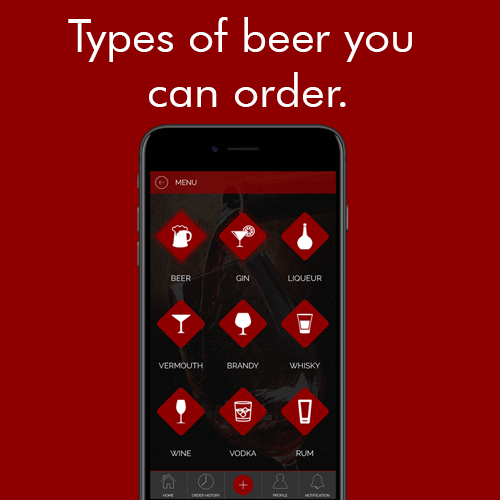 Types of beer you
can order.
MENU
BEER GIN LIQUEUR
VERMOUTH BRANDY WHISKY
WINE VODKA RUM
HOME ORDER HISTORY + PROFILE NOTIFICATION